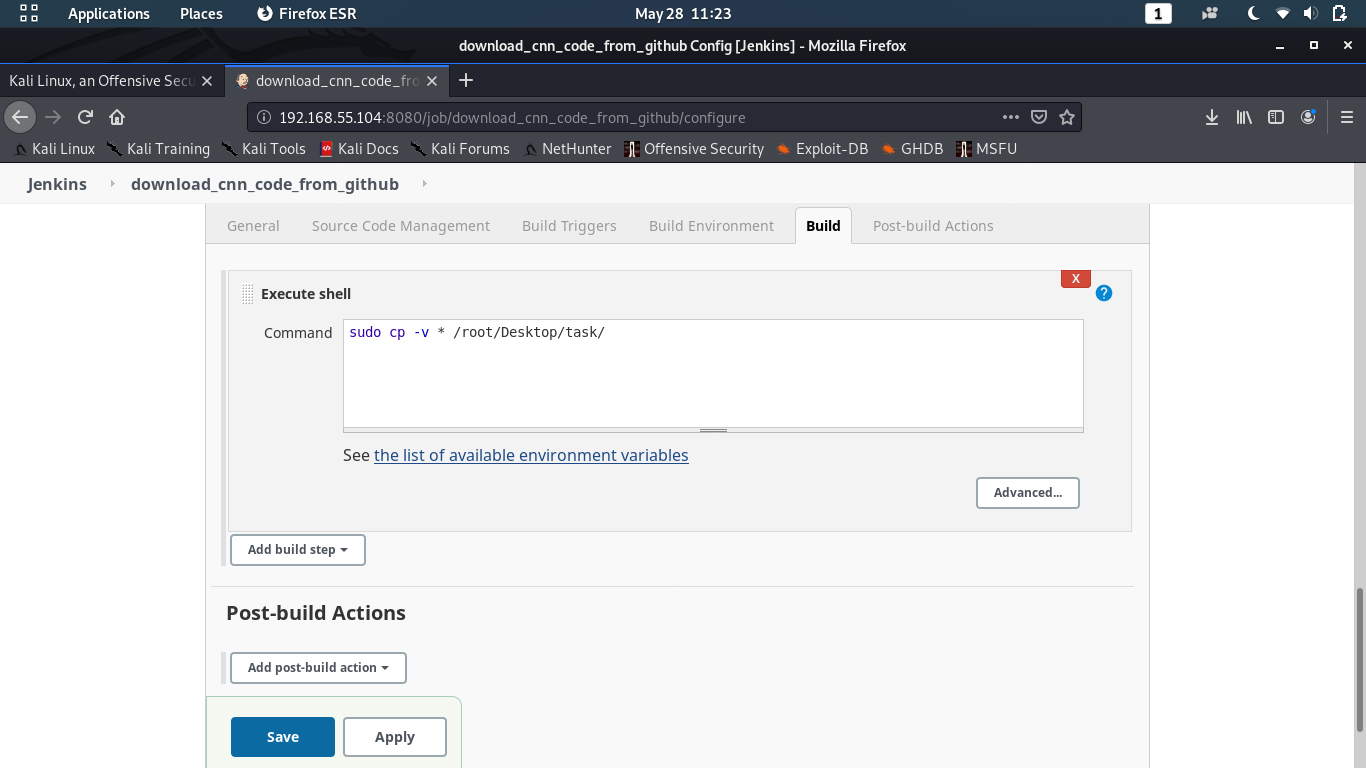 Applications Places Firefox ESR May 28 11:23 1
download_cnn_code_from_github Config [Jenkins] - Mozilla Firefox
Kali Linux, an Offensive Secu download_cnn_code_fro
192.168.55.104:8080/job/download_cnn_code_from_github/configure
Kali Linux Kali Training Kali Tools Kali Docs Kali Forums NetHunter Offensive Security Exploit-DB GHDB MSFU
Jenkins download_cnn_code_from_github
General Source Code Management Build Triggers Build Environment Build Post-build Actions
X
Execute shell ?
Command sudo cp -v * /root/Desktop/task/
See the list of available environment variables
Advanced...
Add build step
Post-build Actions
Add post-build action
Save Apply